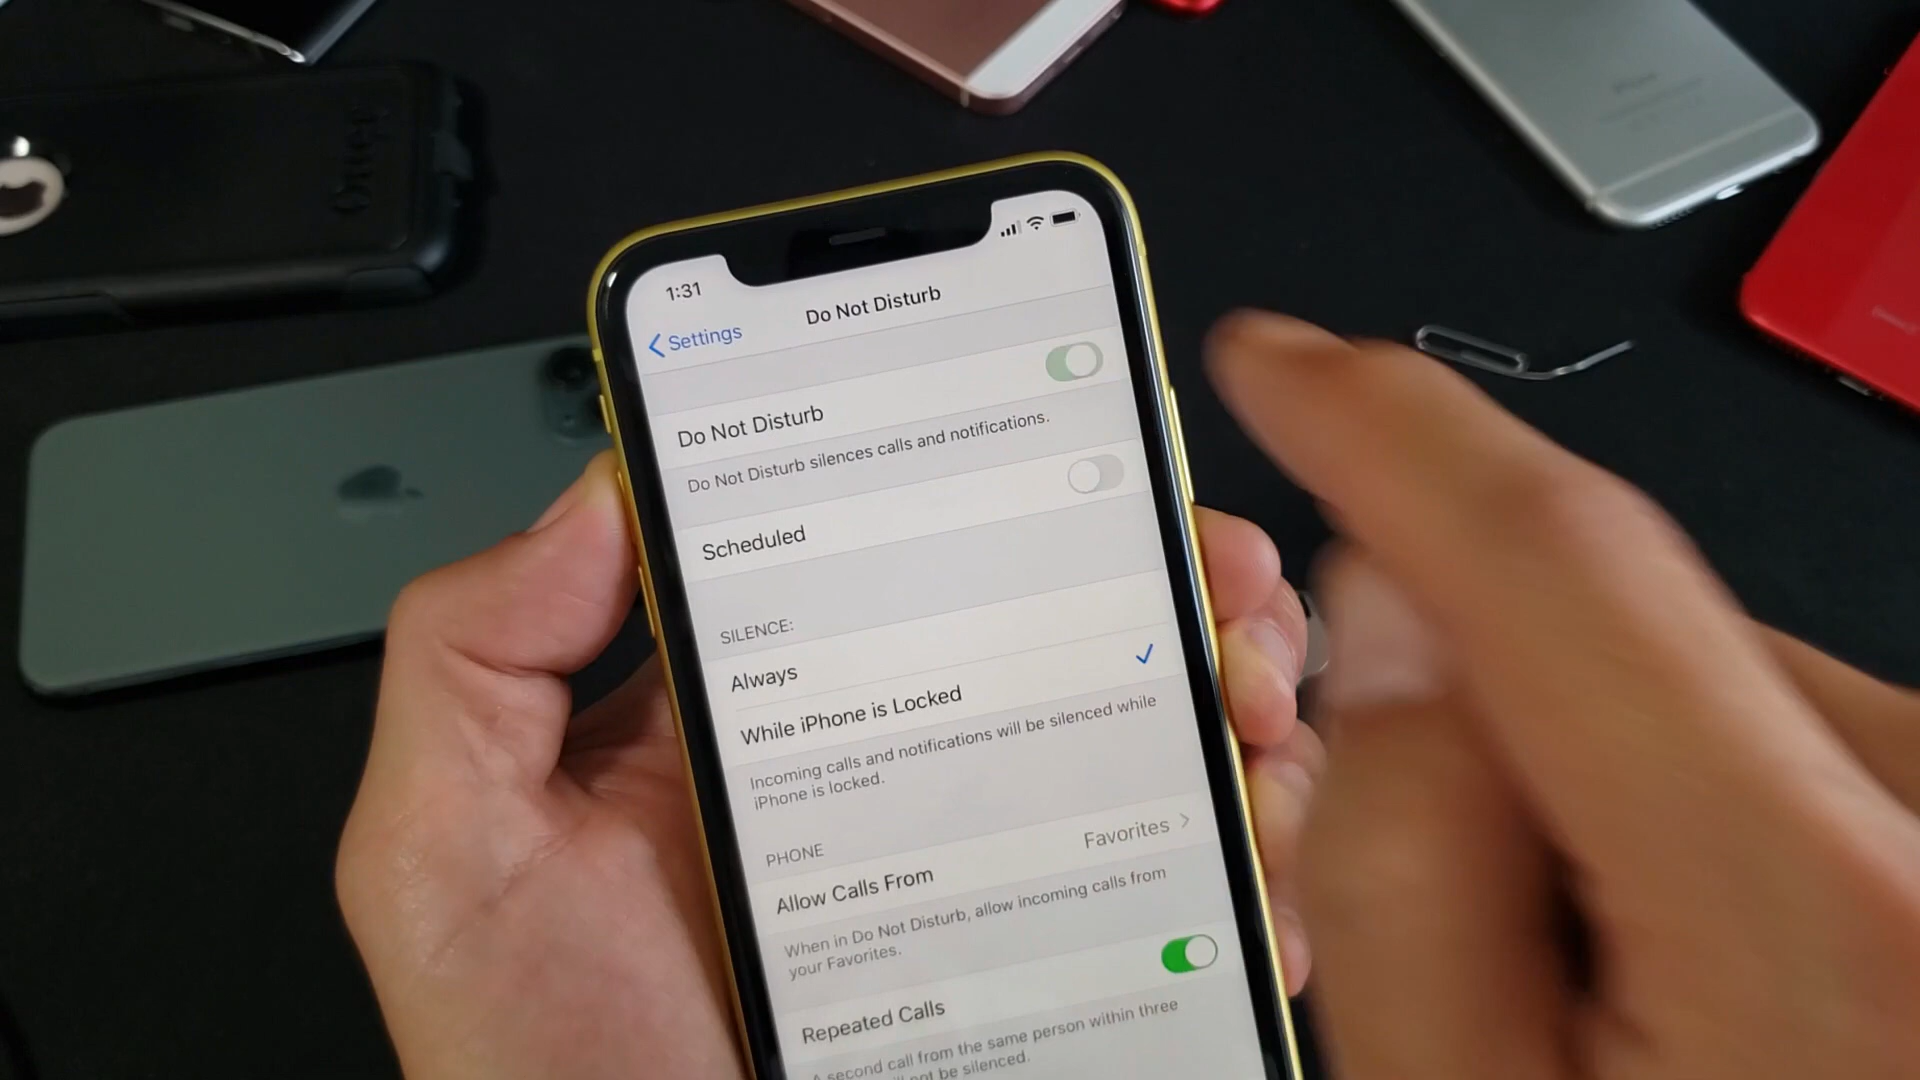 OtterBox
iPhone
1:31
Settings
Do Not Disturb
Do Not Disturb
Do Not Disturb silences calls and notifications.
Scheduled
SILENCE:
Always
While iPhone is Locked
Incoming calls and notifications will be silenced while
iPhone is locked.
PHONE
Allow Calls From
Favorites
When in Do Not Disturb, allow incoming calls from
your Favorites.
Repeated Calls
A second call from the same person within three
not be silenced.